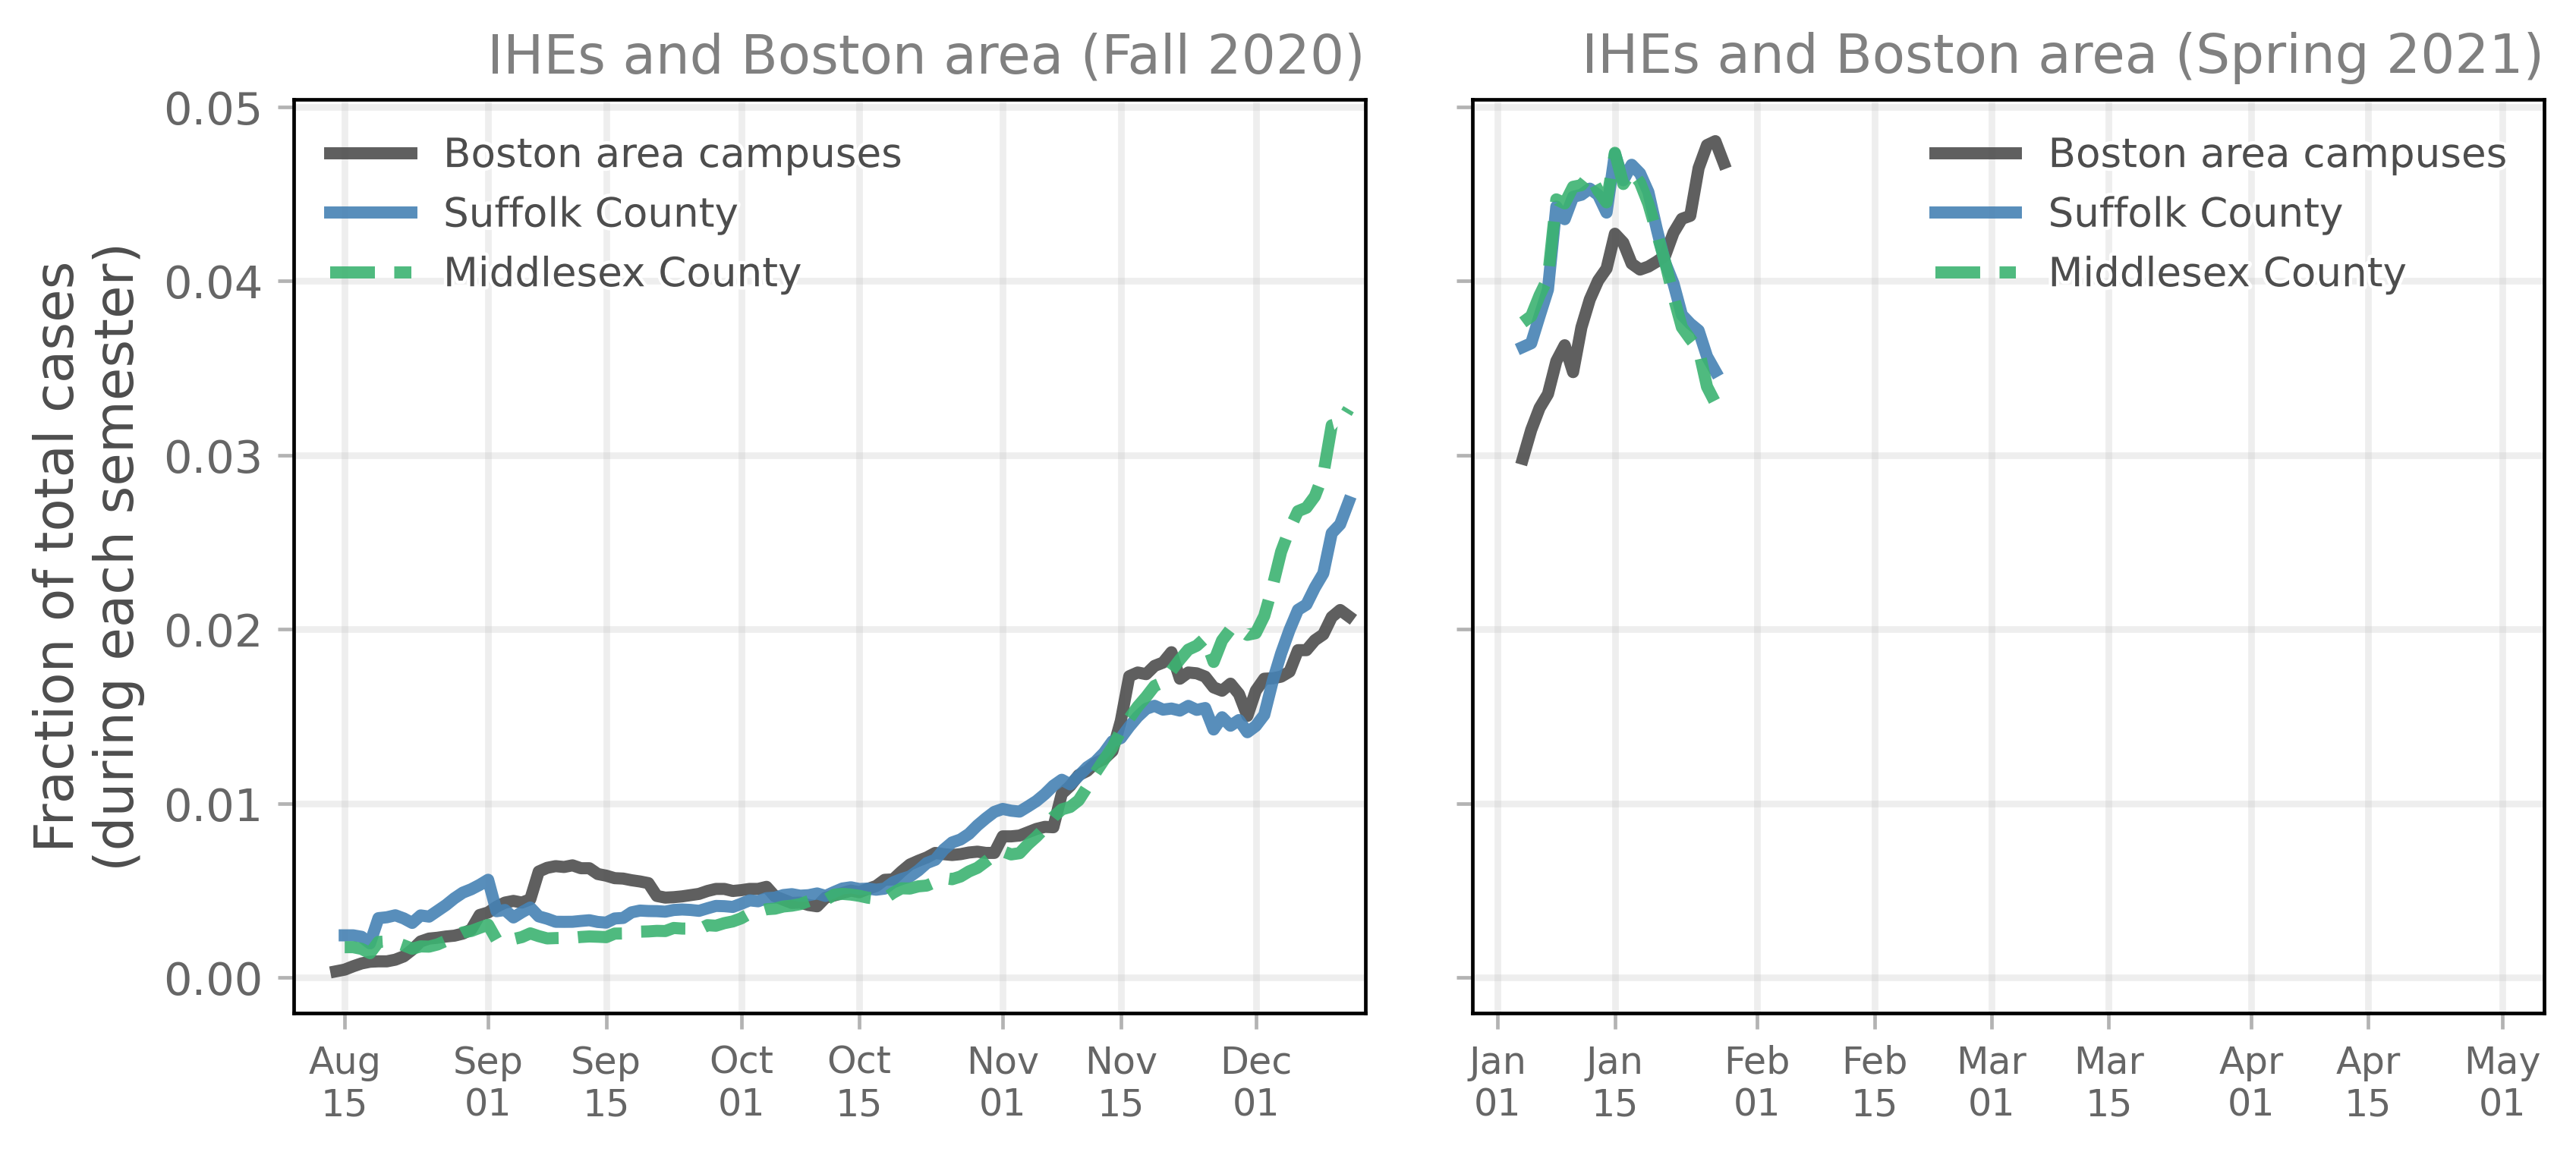 IHEs and Boston area (Fall 2020)
IHEs and Boston area (Spring 2021)
Fraction of total cases
(during each semester)
0.05
0.04
0.03
0.02
0.01
0.00
Boston area campuses
Suffolk County
Middlesex County
Boston area campuses
Suffolk County
Middlesex County
Aug
15
Sep
01
Sep
15
Oct
01
Oct
15
Nov
01
Nov
15
Dec
01
Jan
01
Jan
15
Feb
01
Feb
15
Mar
01
Mar
15
Apr
01
Apr
15
May
01